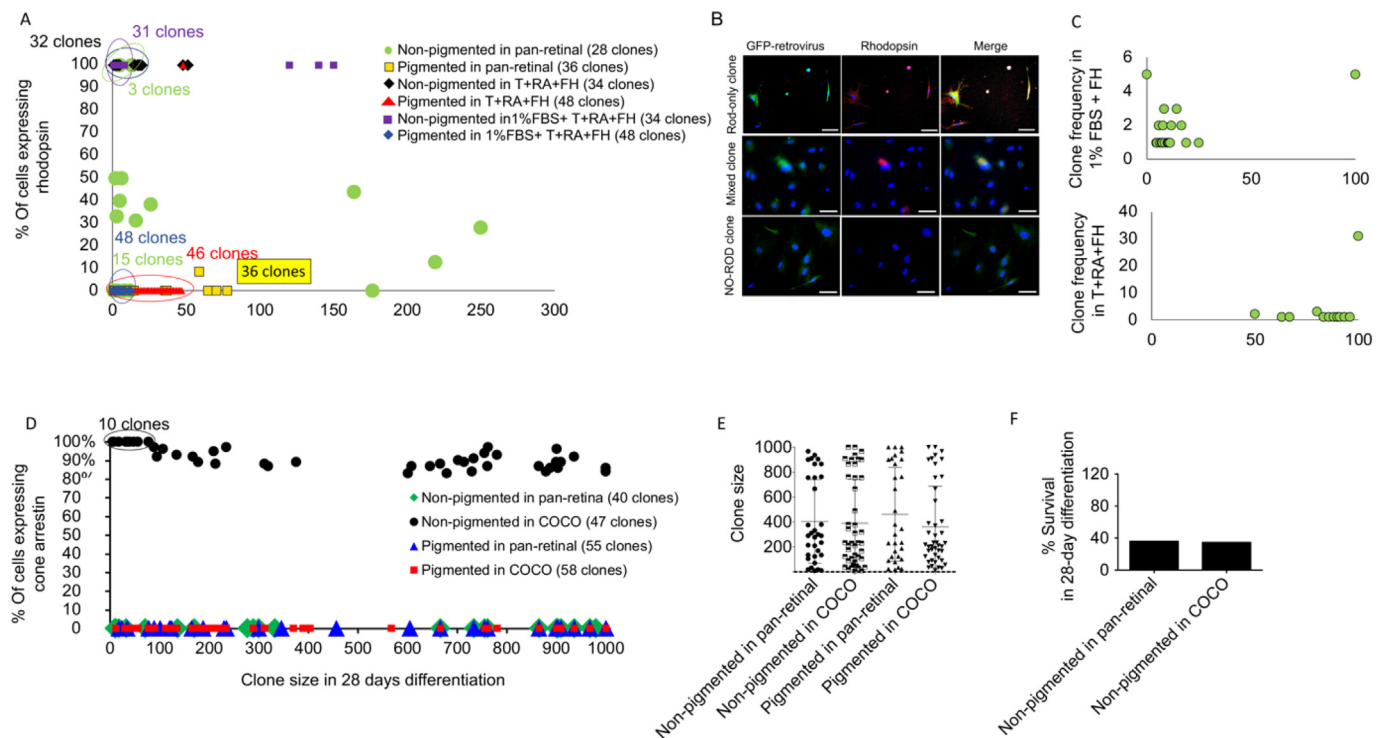 A
32 clones
31 clones
3 clones
Non-pigmented in pan-retinal (28 clones)
Pigmented in pan-retinal (36 clones)
Non-pigmented in T+RA+FH (34 clones)
Pigmented in T+RA+FH (48 clones)
Non-pigmented in1%FBS+ T+RA+FH (34 clones)
Pigmented in 1%FBS+ T+RA+FH (48 clones)
% Of cells expressing
rhodopsin
100
90
80
70
60
50
40
30
20
10
0
48 clones
15 clones
46 clones
36 clones
0 50 100 150 200 250 300
B
GFP-retrovirus Rhodopsin Merge
Rod-only clone
Mixed clone
NO-ROD clone
C
Clone frequency in
1% FBS + FH
6
4
2
0
0 50 100
Clone frequency
in T+RA+FH
40
30
20
10
0
0 50 100
D
10 clones
% Of cells expressing
cone arrestin
100%
90%
80%
70%
60%
50%
40%
30%
20%
10
0
Non-pigmented in pan-retina (40 clones)
Non-pigmented in COCO (47 clones)
Pigmented in pan-retinal (55 clones)
Pigmented in COCO (58 clones)
0 100 200 300 400 500 600 700 800 900 1000
Clone size in 28 days differentiation
E
Clone size
1000
800
600
400
200
Non-pigmented in pan-retinal
Non-pigmented in COCO
Pigmented in pan-retinal
Pigmented in COCO
F
% Survival
in 28-day differentiation
120
80
40
0
Non-pigmented in pan-retinal
Non-pigmented in COCO